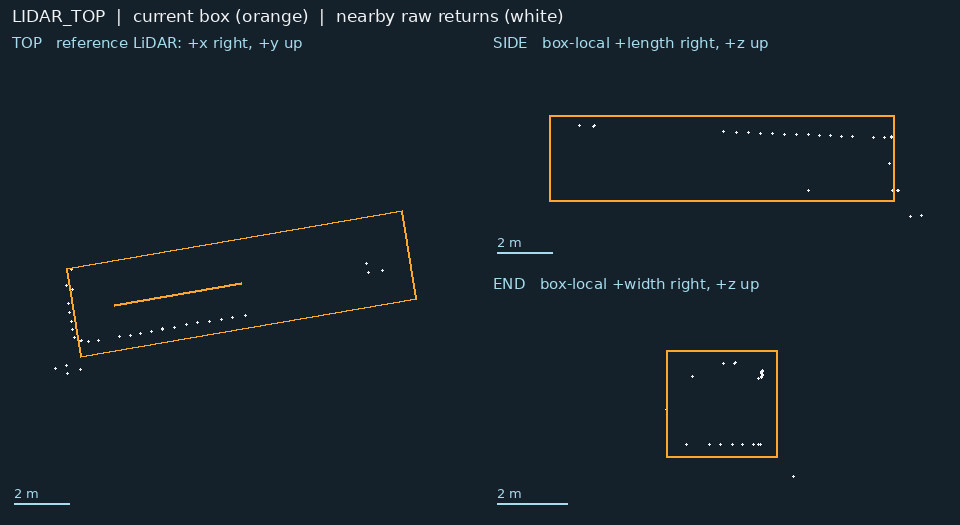 LIDAR_TOP | current box (orange) | nearby raw returns (white)
TOP reference LiDAR: +x right, +y up
SIDE box-local +length right, +z up
2 m
END box-local +width right, +z up
2 m
2 m